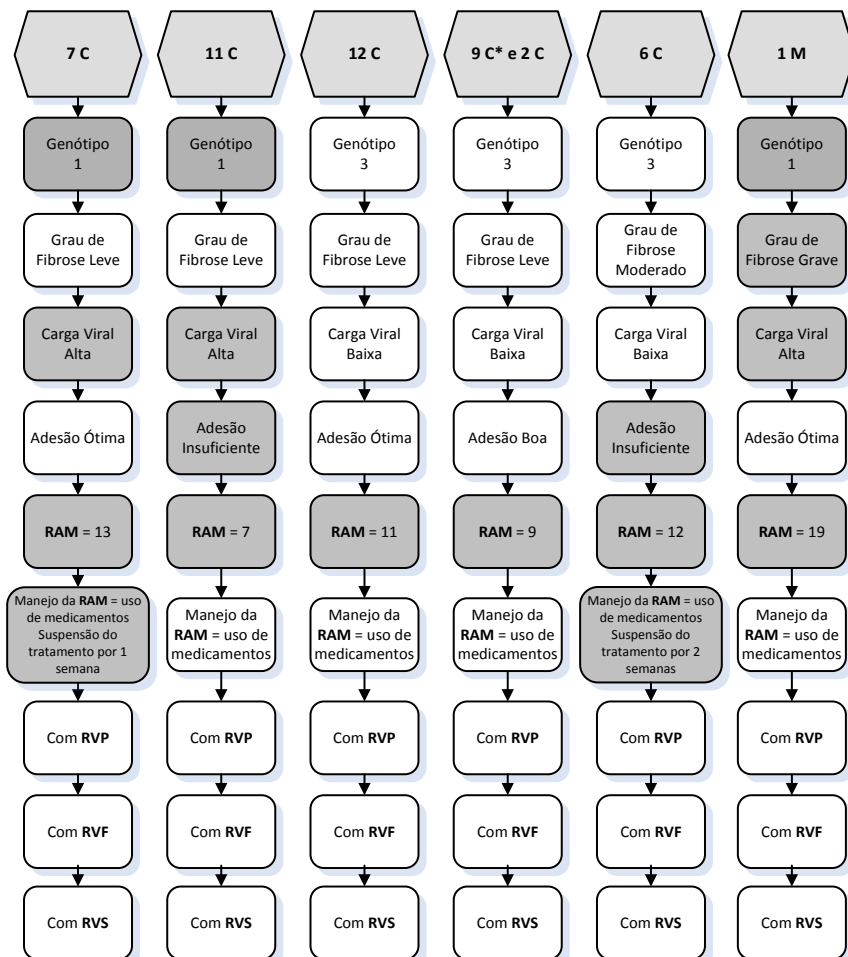 7 C
Genótipo
1
Grau de
Fibrose Leve
Carga Viral
Alta
Adesão Ótima
RAM = 13
Manejo da RAM = uso
de medicamentos
Suspensão do
tratamento por 1
semana
Com RVP
Com RVF
Com RVS
11 C
Genótipo
1
Grau de
Fibrose Leve
Carga Viral
Alta
Adesão
Insuficiente
RAM = 7
Manejo da
RAM = uso de
medicamentos
Com RVP
Com RVF
Com RVS
12 C
Genótipo
3
Grau de
Fibrose Leve
Carga Viral
Baixa
Adesão Ótima
RAM = 11
Manejo da
RAM = uso de
medicamentos
Com RVP
Com RVF
Com RVS
9 C* e 2 C
Genótipo
3
Grau de
Fibrose Leve
Carga Viral
Baixa
Adesão Boa
RAM = 9
Manejo da
RAM = uso de
medicamentos
Com RVP
Com RVF
Com RVS
6 C
Genótipo
3
Grau de
Fibrose
Moderado
Carga Viral
Baixa
Adesão
Insuficiente
RAM = 12
Manejo da RAM = uso
de medicamentos
Suspensão do
tratamento por 2
semanas
Com RVP
Com RVF
Com RVS
1 M
Genótipo
1
Grau de
Fibrose Grave
Carga Viral
Alta
Adesão Ótima
RAM = 19
Manejo da
RAM = uso de
medicamentos
Com RVP
Com RVF
Com RVS